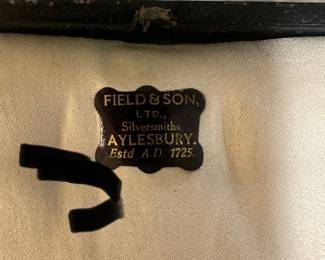 FIELD & SON,
LTD.,
Silversmiths.
AYLESBURY.
Estd A.D. 1725.